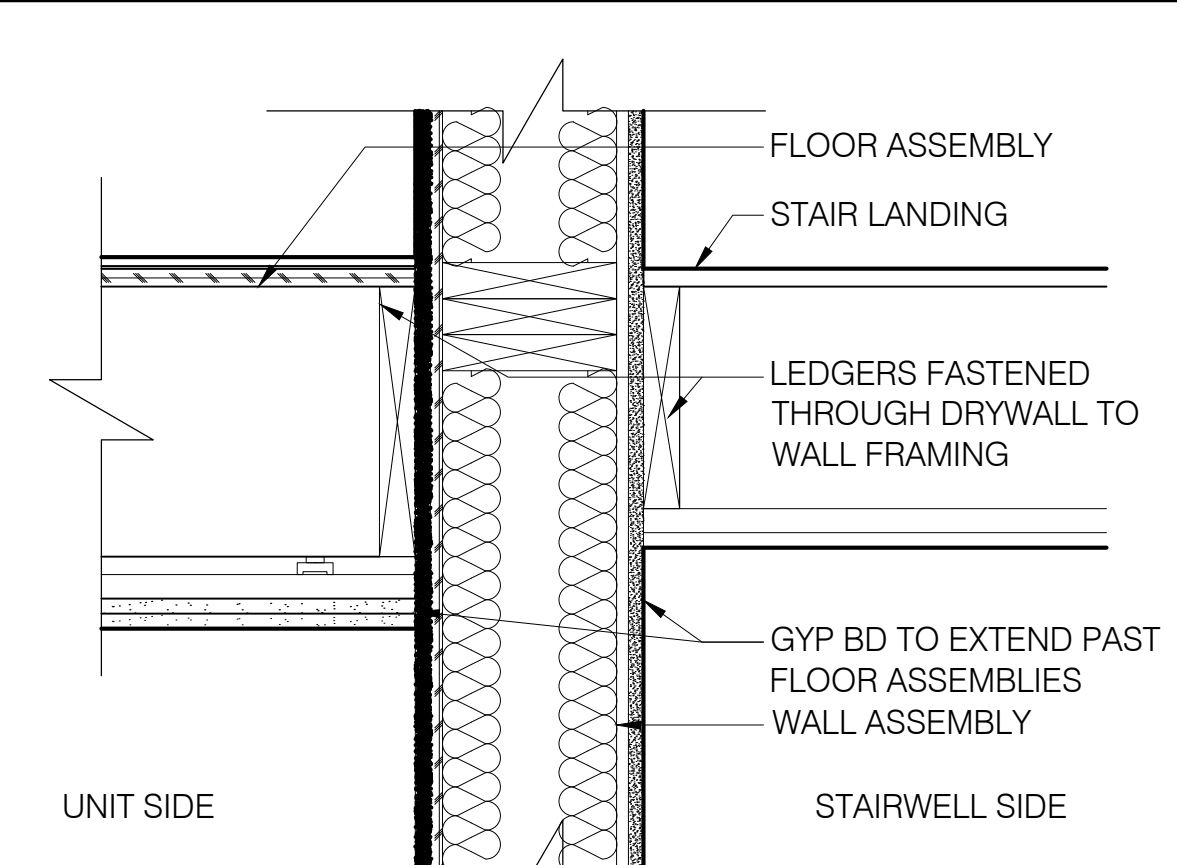 FLOOR ASSEMBLY
STAIR LANDING
LEDGERS FASTENED
THROUGH DRYWALL TO
WALL FRAMING
GYP BD TO EXTEND PAST
FLOOR ASSEMBLIES
WALL ASSEMBLY
UNIT SIDE
STAIRWELL SIDE